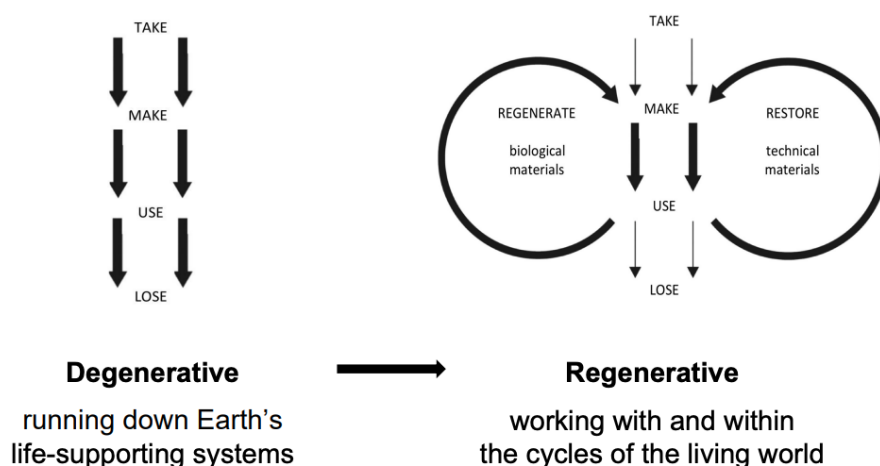 TAKE
MAKE
USE
LOSE
TAKE
REGENERATE
MAKE
RESTORE
biological
materials
technical
materials
USE
LOSE
Degenerative
running down Earth's
life-supporting systems
Regenerative
working with and within
the cycles of the living world